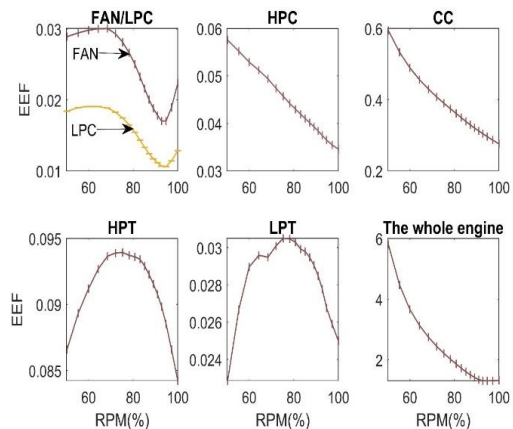 FAN/LPC
HPC
CC
EEF
0.03
0.02
0.01
FAN
LPC
60
80
100
0.06
0.05
0.04
0.03
60
80
100
0.6
0.4
0.2
60
80
100
HPT
LPT
The whole engine
EEF
0.095
0.09
0.085
60
80
100
RPM(%)
0.03
0.028
0.026
0.024
60
80
100
RPM(%)
6
4
2
60
80
100
RPM(%)